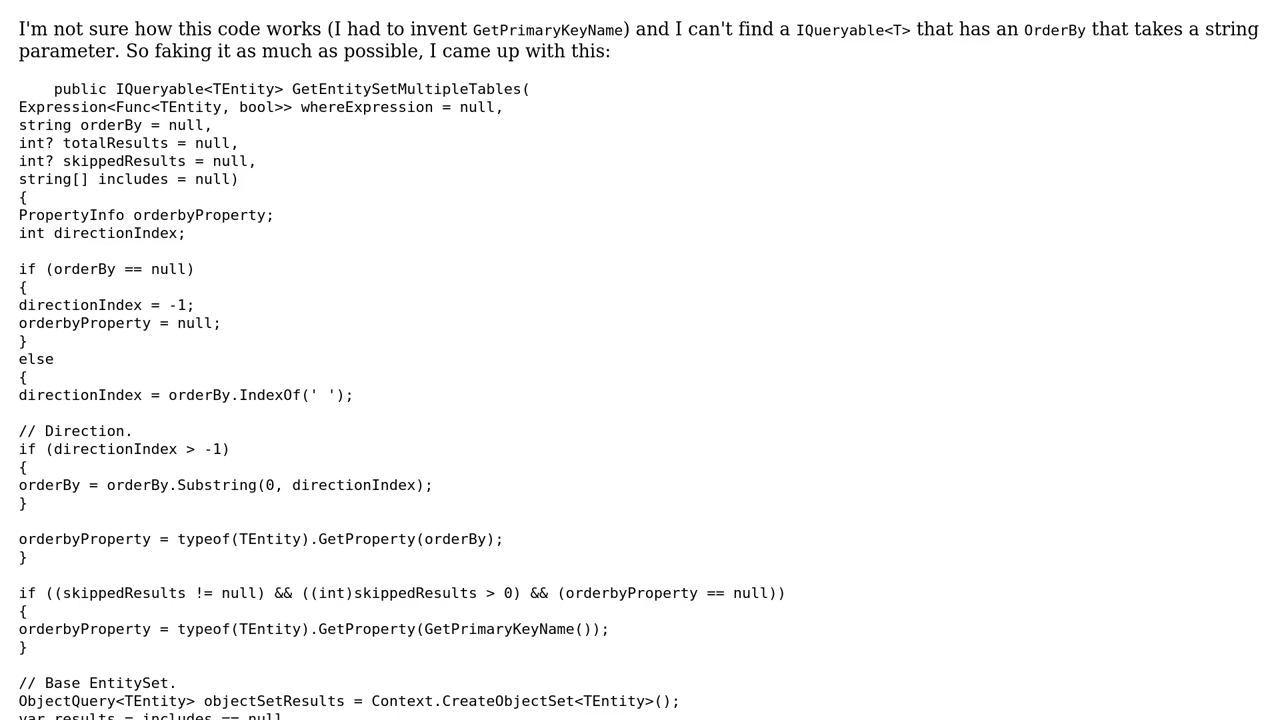 I'm not sure how this code works (I had to invent GetPrimaryKeyName) and I can't find a IQueryable<T> that has an OrderBy that takes a string
parameter. So faking it as much as possible, I came up with this:
public IQueryable<TEntity> GetEntitySetMultipleTables(
Expression<Func<TEntity, bool>> whereExpression = null,
string orderBy = null,
int? totalResults = null,
int? skippedResults = null,
string[] includes = null)
{
PropertyInfo orderbyProperty;
int directionIndex;
if (orderBy == null)
{
directionIndex = -1;
orderbyProperty = null;
}
else
{
directionIndex = orderBy.IndexOf(' ');
// Direction.
if (directionIndex > -1)
{
orderBy = orderBy.Substring(0, directionIndex);
}
orderbyProperty = typeof(TEntity).GetProperty(orderBy);
}
if ((skippedResults != null) && ((int)skippedResults > 0) && (orderbyProperty == null))
{
orderbyProperty = typeof(TEntity).GetProperty(GetPrimaryKeyName());
}
// Base EntitySet.
ObjectQuery<TEntity> objectSetResults = Context.CreateObjectSet<TEntity>();
var results = includes == null